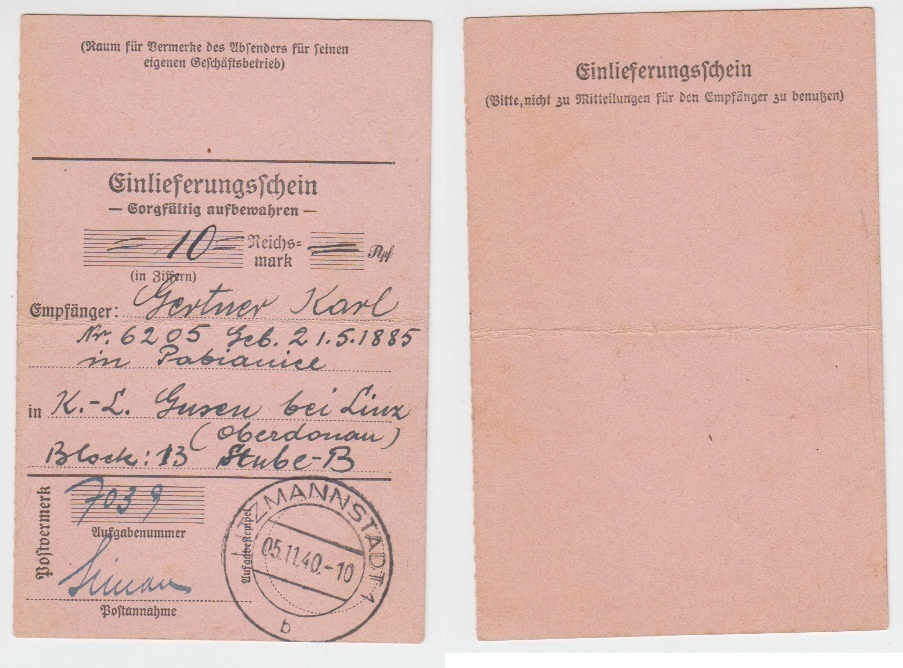 (Raum für Vermerke des Absenders für seinen
eigenen Geschäftsbetrieb)
Einlieferungsschein
— Sorgfältig aufbewahren —
= 10 = Reichs-
mark Rpf
(in Ziffern)
Empfänger: Gertner Karl
Nr. 6205 Geb. 21.5.1885
in Pabianice
in K.-L. Gusen bei Linz
(Oberdonau)
Block: 13 Stube-B
Postvermerk
7039
Aufgabenummer
Postannahme
Aufgabestempel
LITZMANNSTADT 1
05.11.40.-10
b
Einlieferungsschein
(Bitte, nicht zu Mitteilungen für den Empfänger zu benutzen)